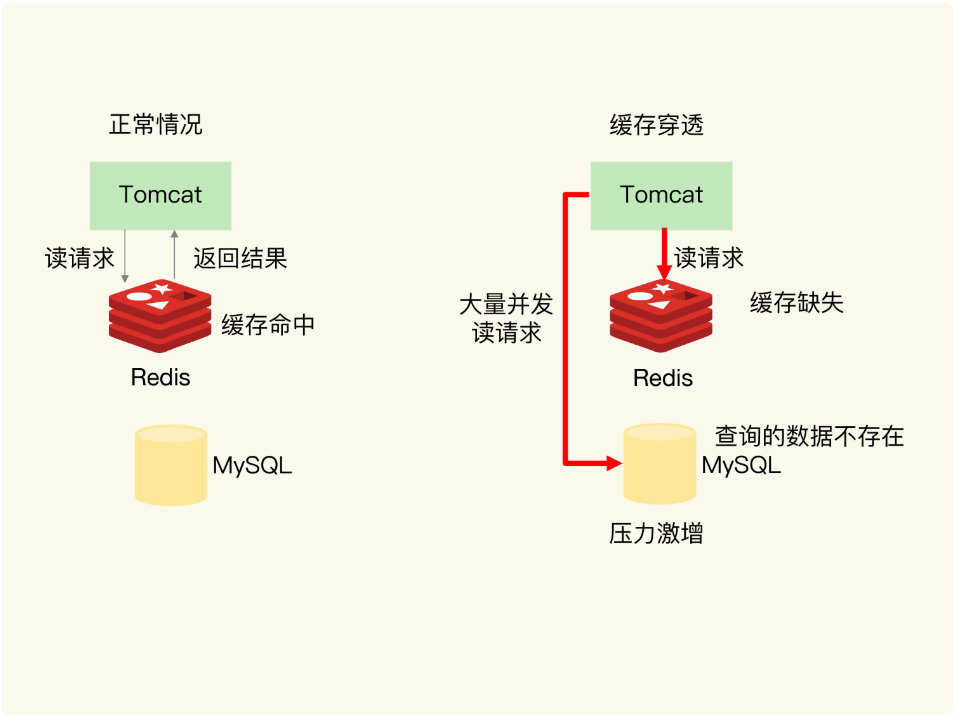 正常情况
Tomcat
读请求
返回结果
缓存命中
Redis
MySQL
缓存穿透
Tomcat
读请求
大量并发
读请求
缓存缺失
Redis
查询的数据不存在
MySQL
压力激增